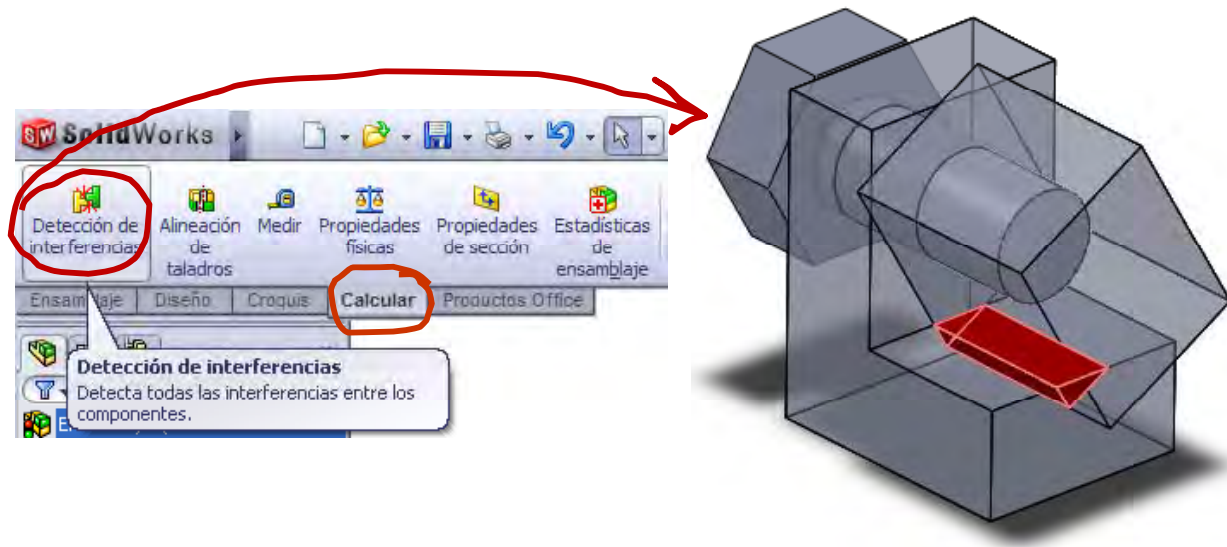 SolidWorks
Detección de interferencias
Alineación de taladros
Medir
Propiedades físicas
Propiedades de sección
Estadísticas de ensamblaje
Ensamblaje Diseño Croquis Calcular Productos Office
Detección de interferencias
Detecta todas las interferencias entre los
componentes.